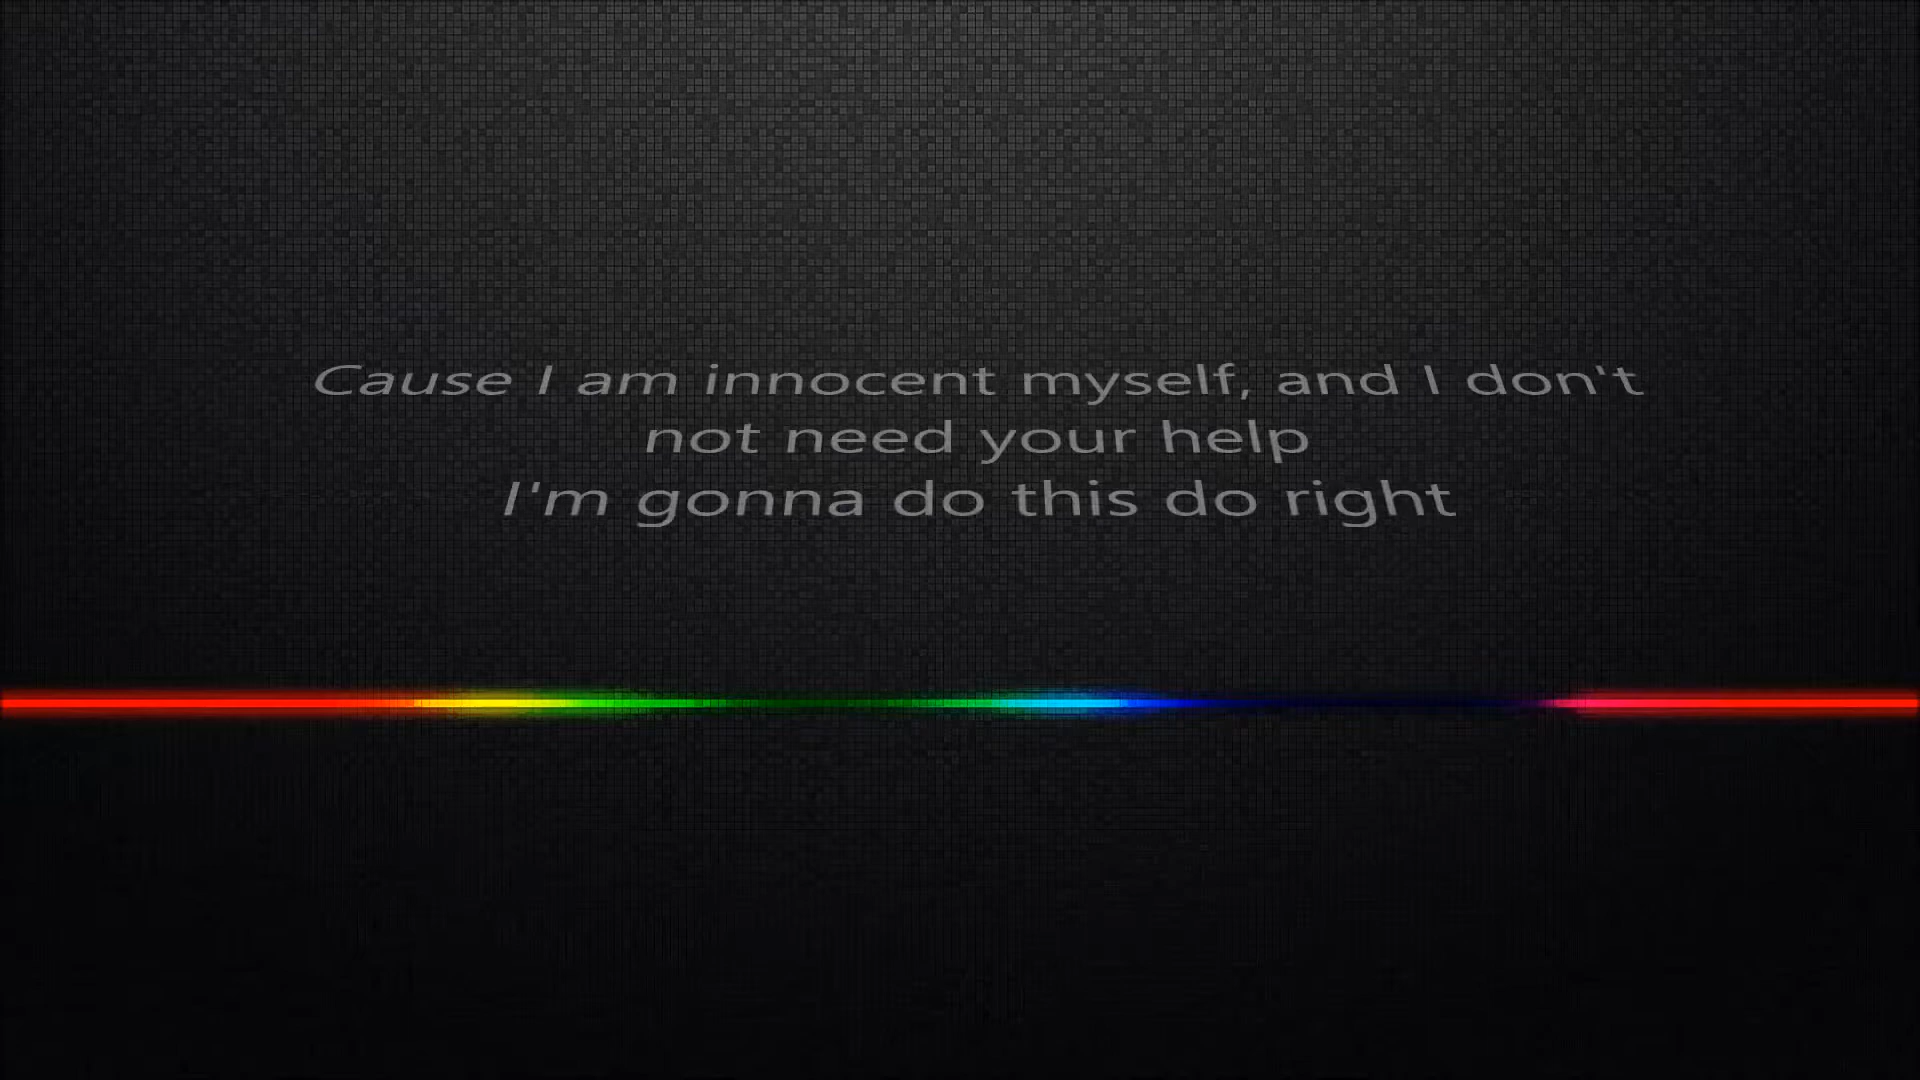 Cause I am innocent myself, and I don't
not need your help
I'm gonna do this do right